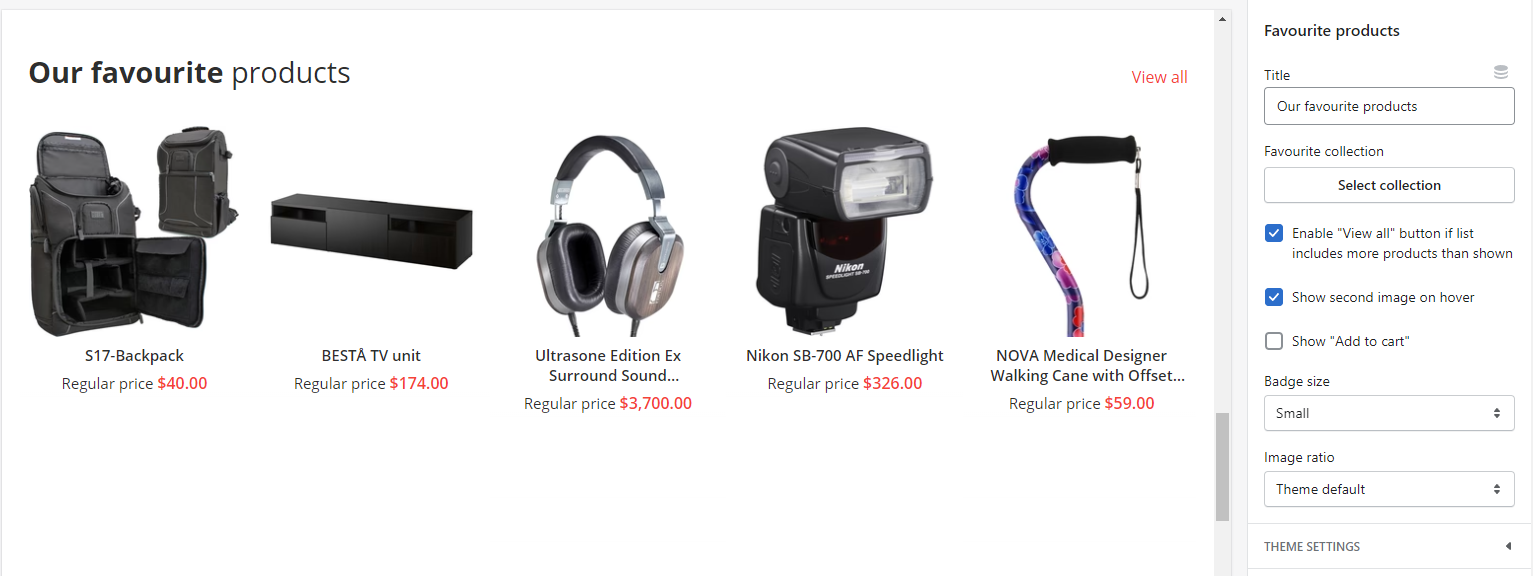 Our favourite products
View all
Nikon
SPEEDLIGHT SB-700
S17-Backpack
Regular price $40.00
BESTÅ TV unit
Regular price $174.00
Ultrasone Edition Ex
Surround Sound...
Regular price $3,700.00
Nikon SB-700 AF Speedlight
Regular price $326.00
NOVA Medical Designer
Walking Cane with Offset...
Regular price $59.00
Favourite products
Title
Our favourite products
Favourite collection
Select collection
Enable "View all" button if list
includes more products than shown
Show second image on hover
Show "Add to cart"
Badge size
Small
Image ratio
Theme default
THEME SETTINGS